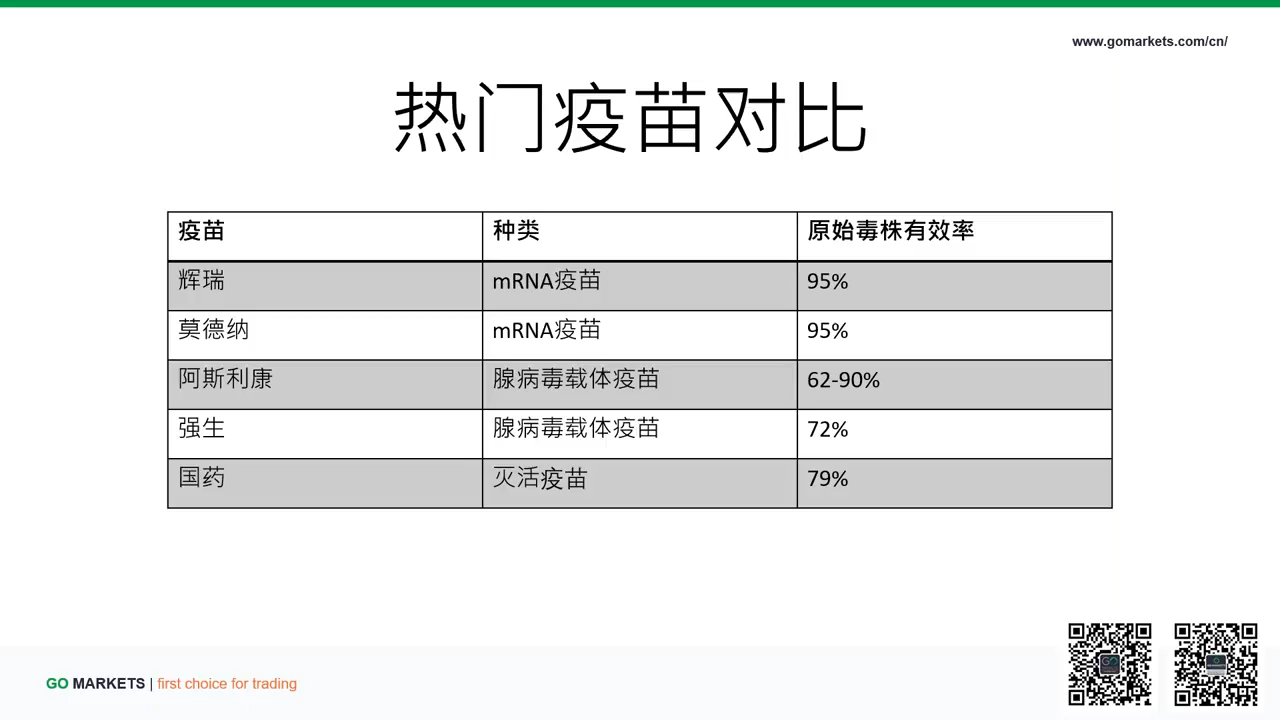 www.gomarkets.com/cn/
热门疫苗对比
疫苗 种类 原始毒株有效率
辉瑞 mRNA疫苗 95%
莫德纳 mRNA疫苗 95%
阿斯利康 腺病毒载体疫苗 62-90%
强生 腺病毒载体疫苗 72%
国药 灭活疫苗 79%
GO MARKETS | first choice for trading